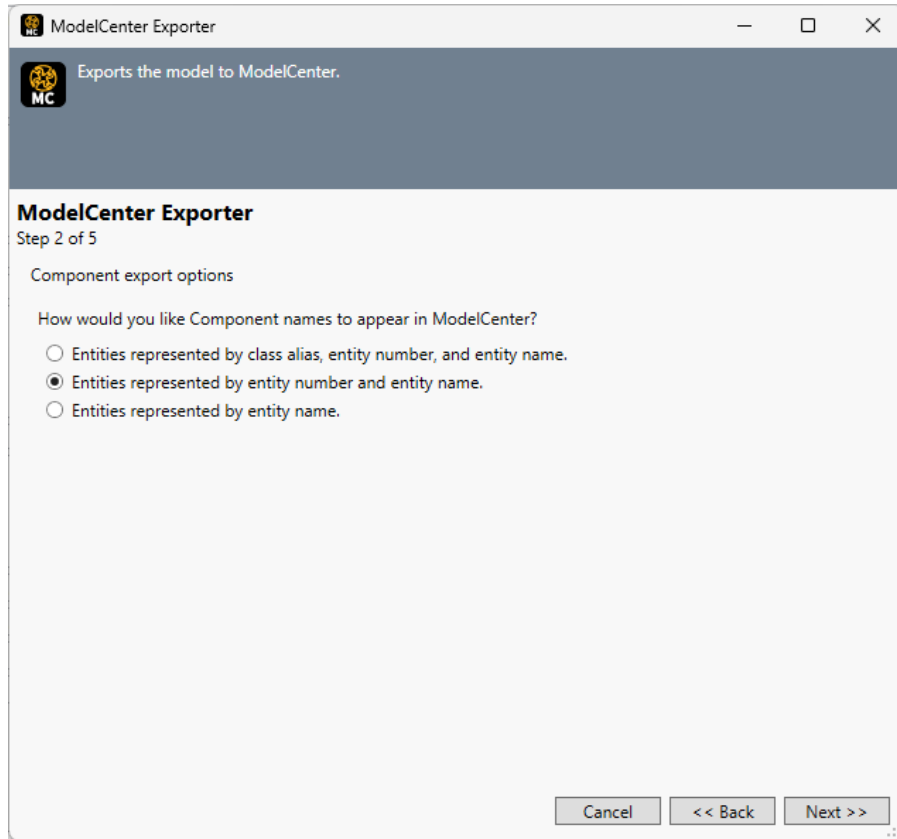 ModelCenter Exporter
Exports the model to ModelCenter.
MC
ModelCenter Exporter
Step 2 of 5
Component export options
How would you like Component names to appear in ModelCenter?
Entities represented by class alias, entity number, and entity name.
Entities represented by entity number and entity name.
Entities represented by entity name.
Cancel
<< Back
Next >>